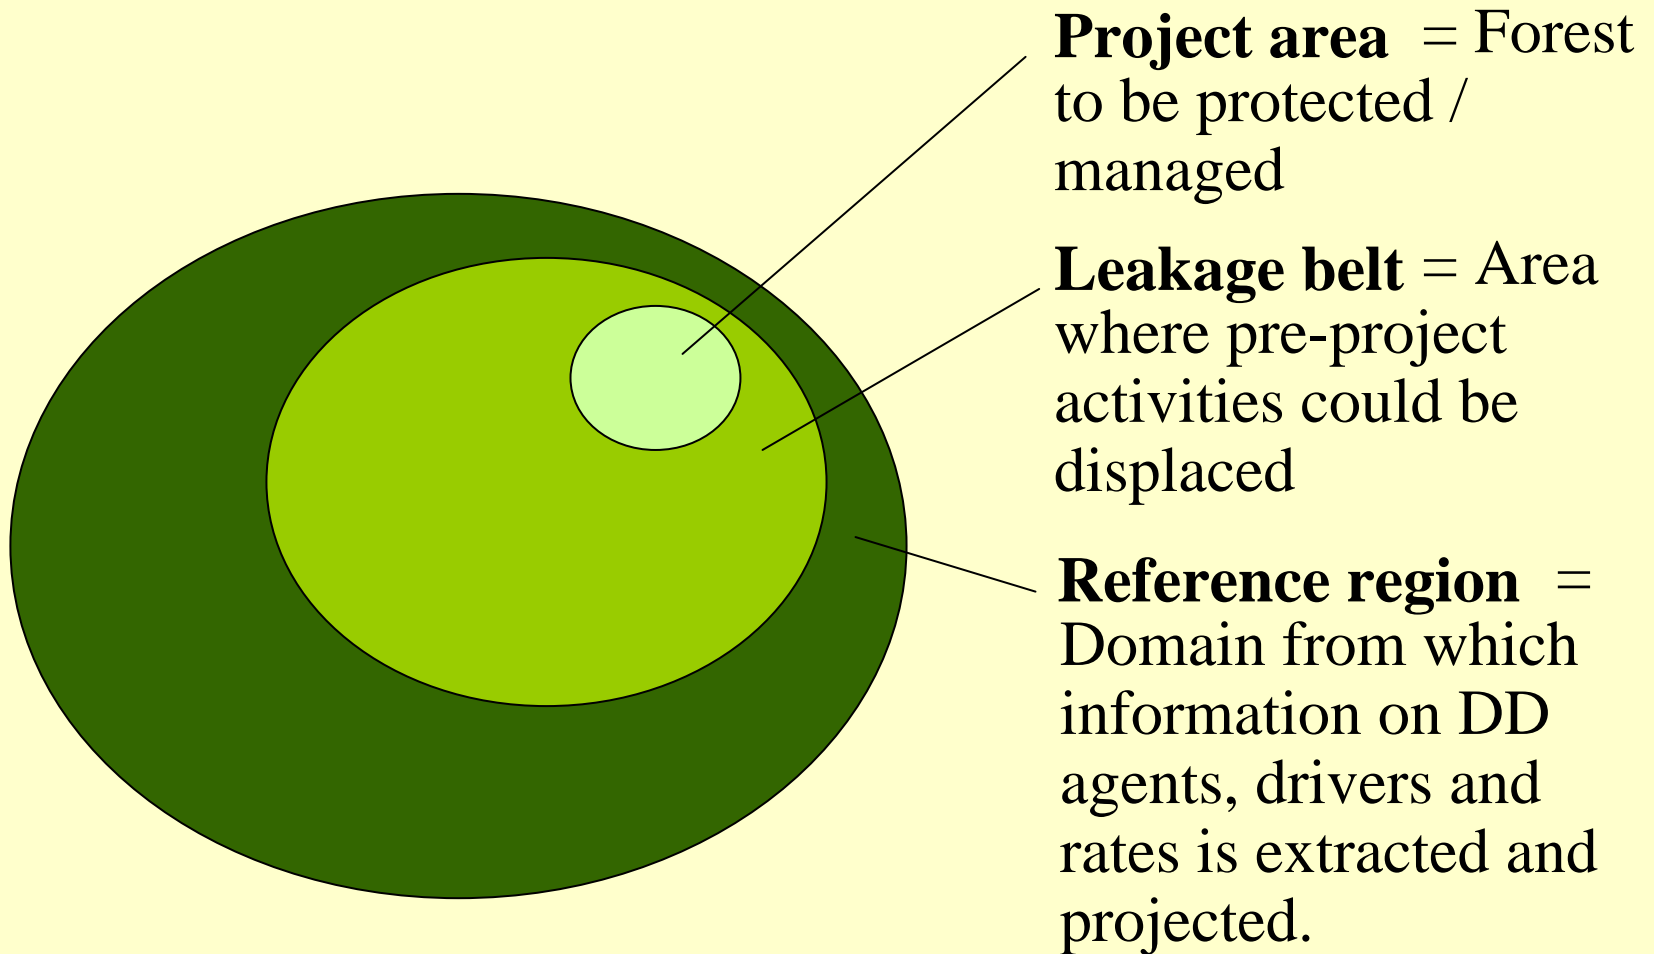 Project area = Forest
to be protected /
managed
Leakage belt = Area
where pre-project
activities could be
displaced
Reference region =
Domain from which
information on DD
agents, drivers and
rates is extracted and
projected.